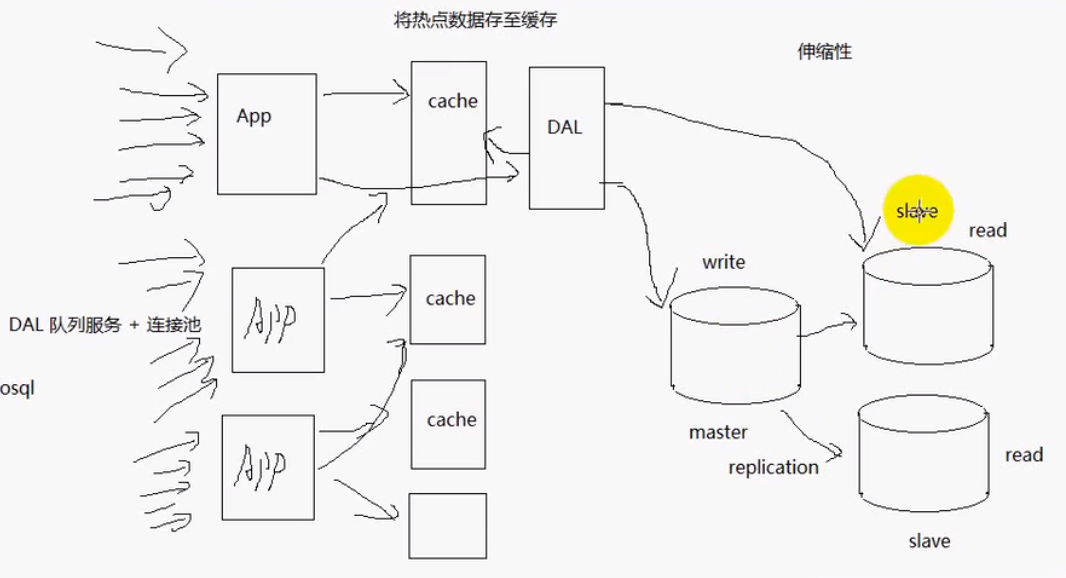 将热点数据存至缓存
伸缩性
App
cache
DAL
slave
read
write
App
cache
DAL 队列服务 + 连接池
osql
App
cache
master
replication
read
slave